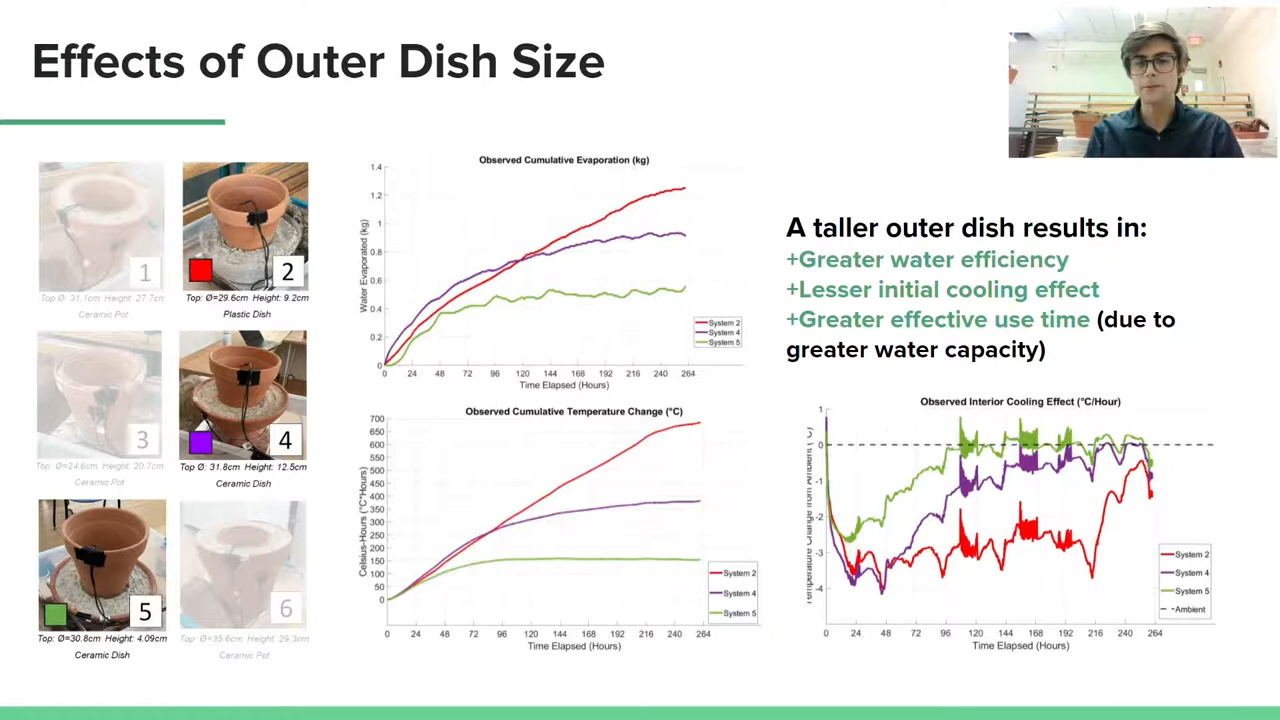 Effects of Outer Dish Size
1
Top: Ø: 31.1cm Height: 27.7cm
Ceramic Pot
2
Top: Ø=29.6cm Height: 9.2cm
Plastic Dish
3
Top: Ø=24.6cm Height: 20.7cm
Ceramic Pot
4
Top Ø: 31.8cm Height: 12.5cm
Ceramic Dish
5
Top: Ø=30.8cm Height: 4.09cm
Ceramic Dish
6
Top: Ø=35.6cm Height: 29.3cm
Ceramic Pot
Observed Cumulative Evaporation (kg)
Water Evaporated (kg)
1.4
1.2
1
0.8
0.6
0.4
0.2
0
0 24 48 72 96 120 144 168 192 216 240 264
Time Elapsed (Hours)
System 2
System 4
System 5
Observed Cumulative Temperature Change (°C)
Celsius-Hours (°C*Hours)
700
650
600
550
500
450
400
350
300
250
200
150
100
50
0
0 24 48 72 96 120 144 168 192 216 240 264
Time Elapsed (Hours)
System 2
System 4
System 5
A taller outer dish results in:
+Greater water efficiency
+Lesser initial cooling effect
+Greater effective use time (due to
greater water capacity)
Observed Interior Cooling Effect (°C/Hour)
Temperature Change from Ambient (°C)
1
0
-1
-2
-3
-4
0 24 48 72 96 120 144 168 192 216 240 264
Time Elapsed (Hours)
System 2
System 4
System 5
Ambient